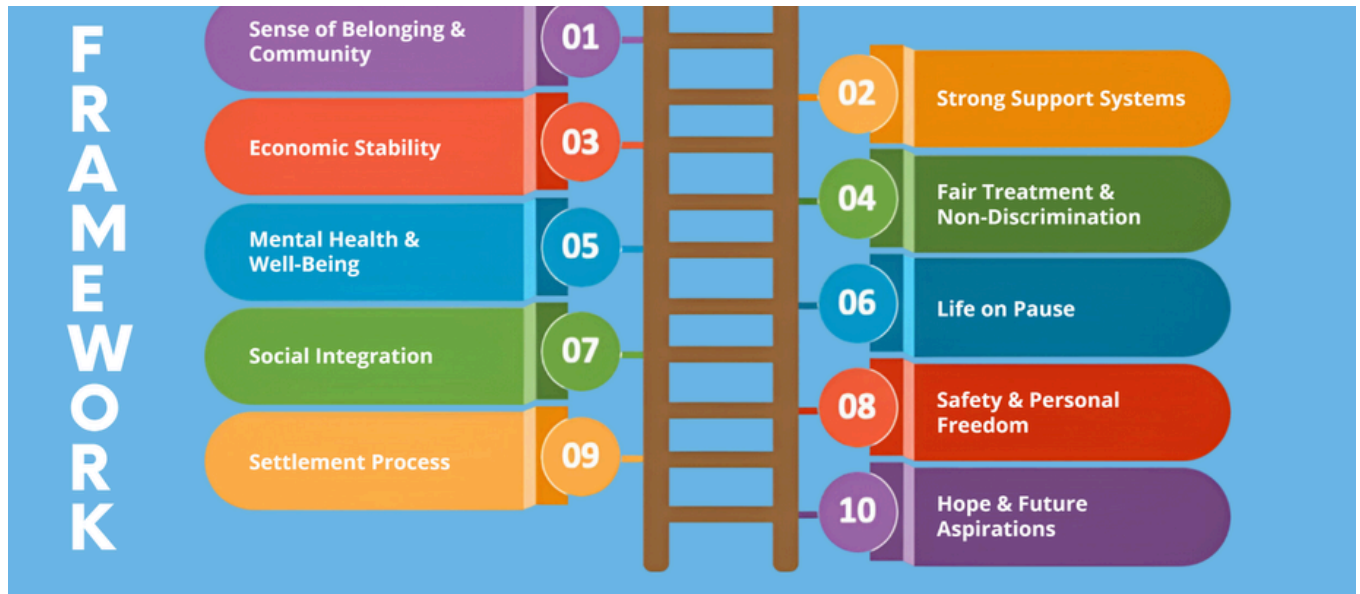 FRAMEWORK
01
Sense of Belonging &
Community
02
Strong Support Systems
03
Economic Stability
04
Fair Treatment &
Non-Discrimination
05
Mental Health &
Well-Being
06
Life on Pause
07
Social Integration
08
Safety & Personal
Freedom
09
Settlement Process
10
Hope & Future
Aspirations